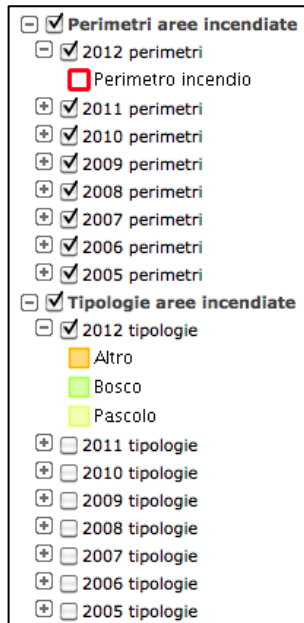 Perimetri aree incendiate
2012 perimetri
Perimetro incendio
2011 perimetri
2010 perimetri
2009 perimetri
2008 perimetri
2007 perimetri
2006 perimetri
2005 perimetri
Tipologie aree incendiate
2012 tipologie
Altro
Bosco
Pascolo
2011 tipologie
2010 tipologie
2009 tipologie
2008 tipologie
2007 tipologie
2006 tipologie
2005 tipologie